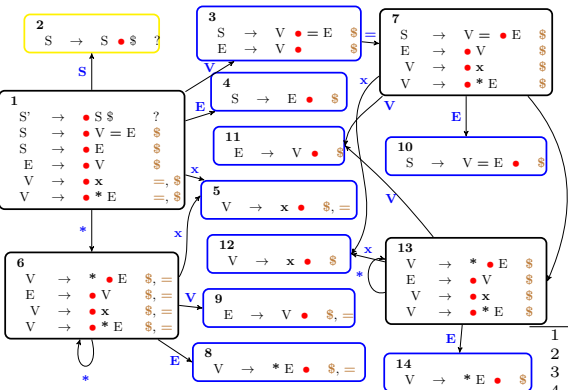 2
S → S • $ ?
S
1
S' → • S $ ?
S → • V = E $
S → • E $
E → • V $
V → • x =, $
V → • * E =, $
V
E
x
*
3
S → V • = E $
E → V • $
=
4
S → E • $
11
E → V • $
5
V → x • $, =
12
V → x • $
6
V → * • E $, =
E → • V $, =
V → • x $, =
V → • * E $, =
x
V
E
*
9
E → V • $, =
8
V → * E • $, =
7
S → V = • E $
E → • V $
V → • x $
V → • * E $
x
V
E
10
S → V = E • $
13
V → * • E $
E → • V $
V → • x $
V → • * E $
V
x
*
E
14
V → * E • $
1
2
3